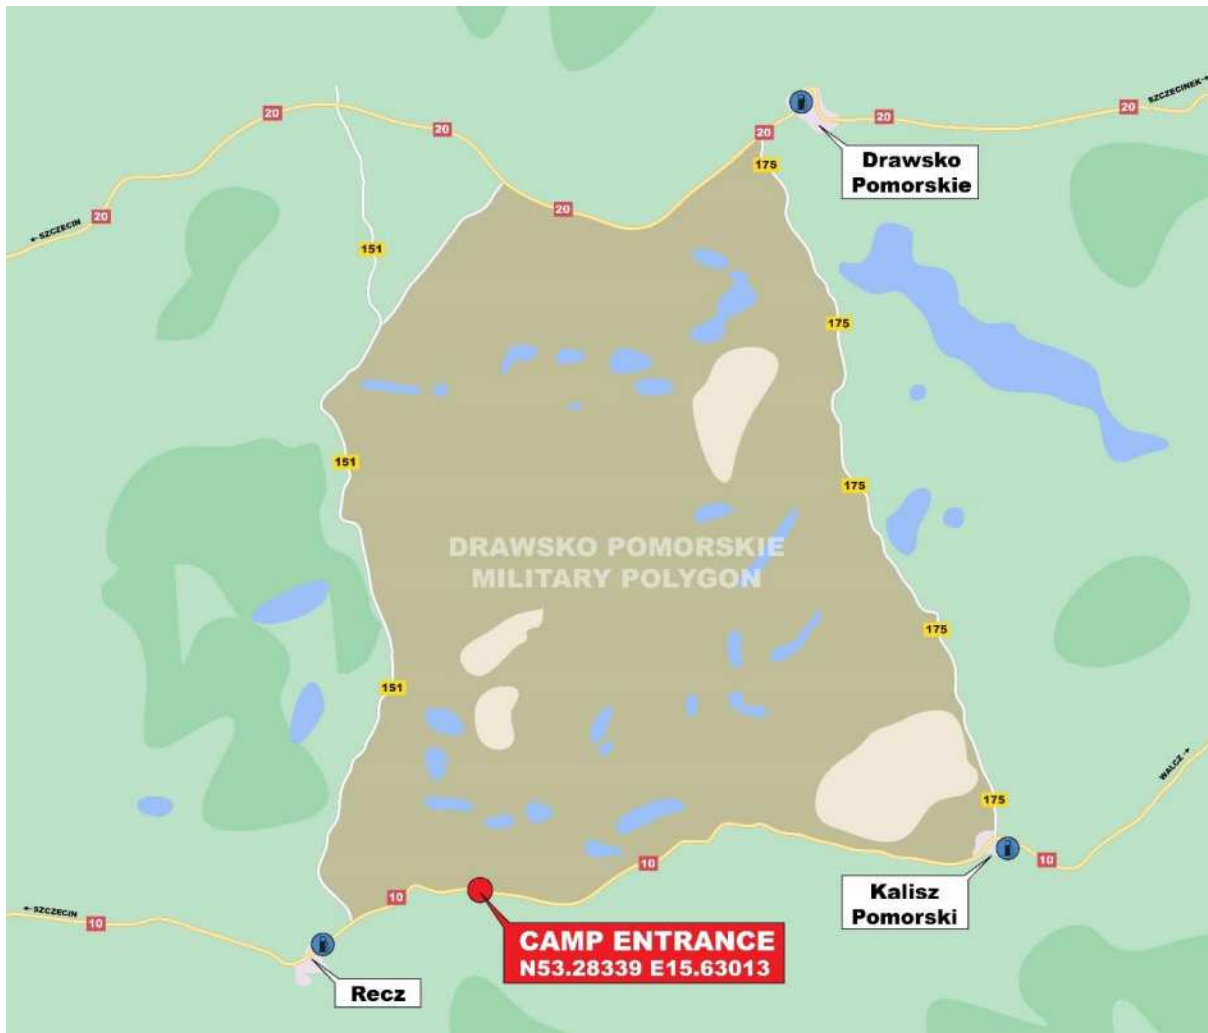 SZCZECINEK →
20
20
20
20
20
Drawsko
Pomorskie
175
20
20
← SZCZECIN
151
175
151
175
DRAWSKO POMORSKIE
MILITARY POLYGON
175
151
WALCZ →
175
10
10
10
Kalisz
Pomorski
← SZCZECIN
10
CAMP ENTRANCE
N53.28339 E15.63013
Recz